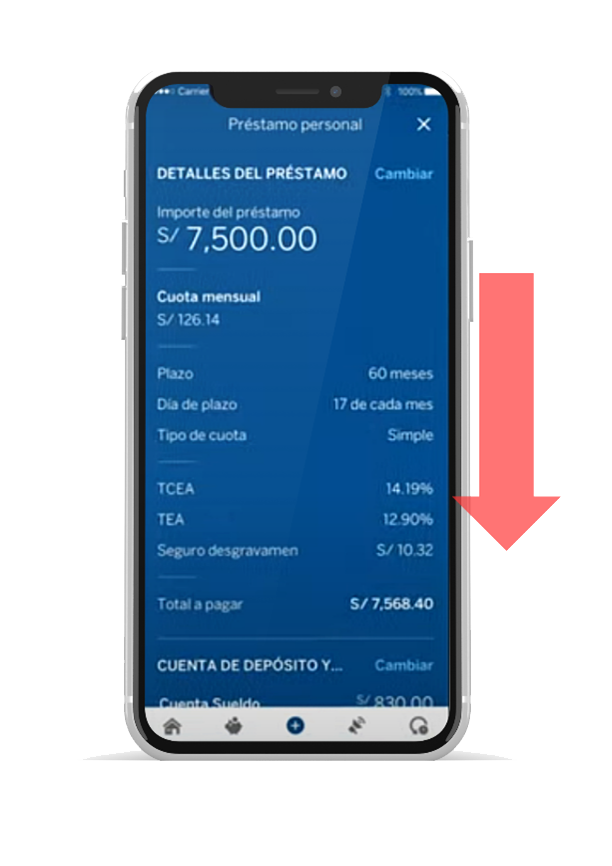 Carrier 100%
Préstamo personal ×
DETALLES DEL PRÉSTAMO Cambiar
Importe del préstamo
S/ 7,500.00
Cuota mensual
S/ 126.14
Plazo 60 meses
Día de plazo 17 de cada mes
Tipo de cuota Simple
TCEA 14.19%
TEA 12.90%
Seguro desgravamen S/ 10.32
Total a pagar S/ 7,568.40
CUENTA DE DEPÓSITO Y... Cambiar
Cuenta Sueldo S/ 830.00